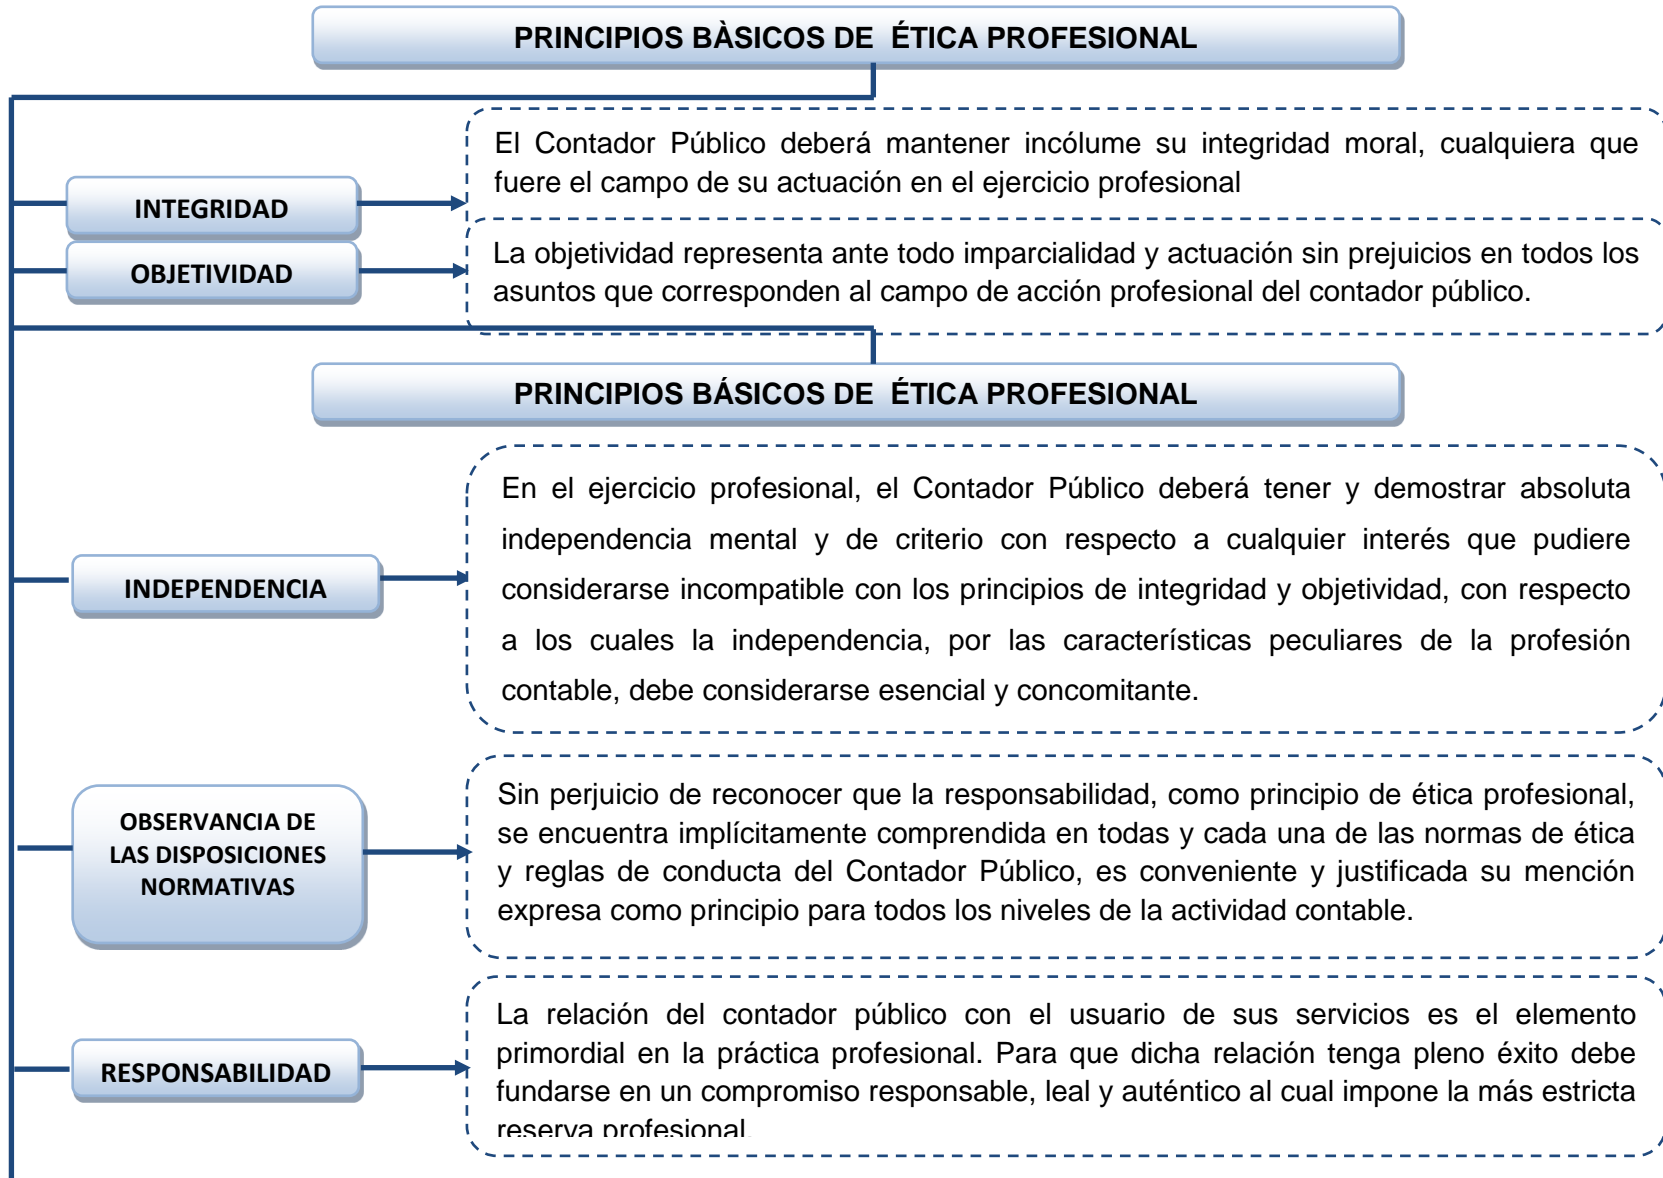 PRINCIPIOS BÀSICOS DE ÉTICA PROFESIONAL
INTEGRIDAD
El Contador Público deberá mantener incólume su integridad moral, cualquiera que
fuere el campo de su actuación en el ejercicio profesional
OBJETIVIDAD
La objetividad representa ante todo imparcialidad y actuación sin prejuicios en todos los
asuntos que corresponden al campo de acción profesional del contador público.
PRINCIPIOS BÁSICOS DE ÉTICA PROFESIONAL
INDEPENDENCIA
En el ejercicio profesional, el Contador Público deberá tener y demostrar absoluta
independencia mental y de criterio con respecto a cualquier interés que pudiere
considerarse incompatible con los principios de integridad y objetividad, con respecto
a los cuales la independencia, por las características peculiares de la profesión
contable, debe considerarse esencial y concomitante.
OBSERVANCIA DE
LAS DISPOSICIONES
NORMATIVAS
Sin perjuicio de reconocer que la responsabilidad, como principio de ética profesional,
se encuentra implícitamente comprendida en todas y cada una de las normas de ética
y reglas de conducta del Contador Público, es conveniente y justificada su mención
expresa como principio para todos los niveles de la actividad contable.
RESPONSABILIDAD
La relación del contador público con el usuario de sus servicios es el elemento
primordial en la práctica profesional. Para que dicha relación tenga pleno éxito debe
fundarse en un compromiso responsable, leal y auténtico al cual impone la más estricta
reserva profesional.